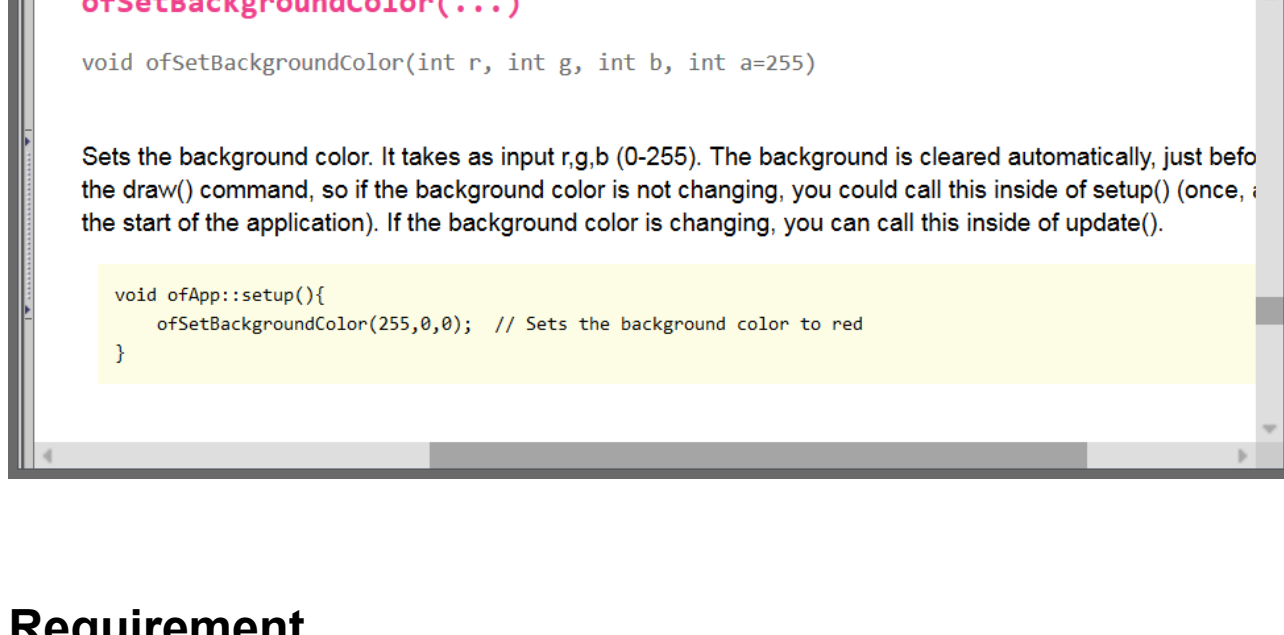 ofSetBackgroundColor(...)
void ofSetBackgroundColor(int r, int g, int b, int a=255)
Sets the background color. It takes as input r,g,b (0-255). The background is cleared automatically, just befo
the draw() command, so if the background color is not changing, you could call this inside of setup() (once,
the start of the application). If the background color is changing, you can call this inside of update().
void ofApp::setup(){
ofSetBackgroundColor(255,0,0);  // Sets the background color to red
}
Requirement